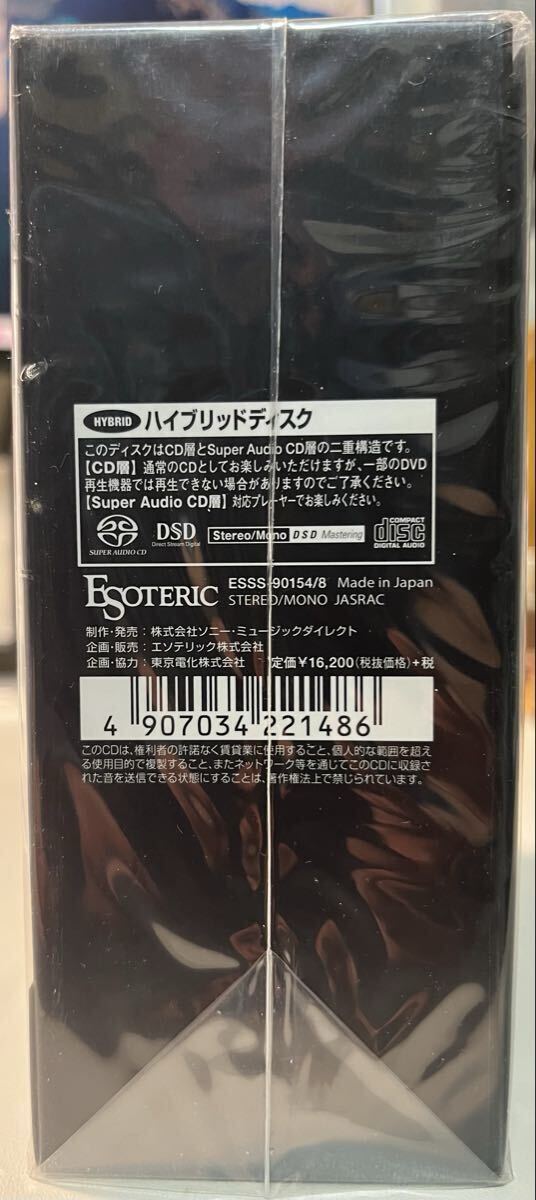 HYBRID ハイブリッドディスク
このディスクはCD層とSuper Audio CD層の二重構造です。
【CD層】通常のCDとしてお楽しみいただけますが、一部のDVD
再生機器では再生できない場合がありますのでご了承ください。
【Super Audio CD層】対応プレーヤーでお楽しみください。
SUPER AUDIO CD
DSD
Direct Stream Digital
Stereo/Mono DSD Mastering
COMPACT
disc
DIGITAL AUDIO
ESOTERIC
ESSS-90154/8 Made in Japan
STEREO/MONO JASRAC
制作・発売：株式会社ソニー・ミュージックダイレクト
企画・販売：エソテリック株式会社
企画・協力：東京電化株式会社 定価￥16,200(税抜価格)+税
4 907034 221486
このCDは、権利者の許諾なく賃貸業に使用すること、個人的な範囲を超え
る使用目的で複製すること、またネットワーク等を通じてこのCDに収録さ
れた音を送信できる状態にすることは、著作権法上で禁じられています。